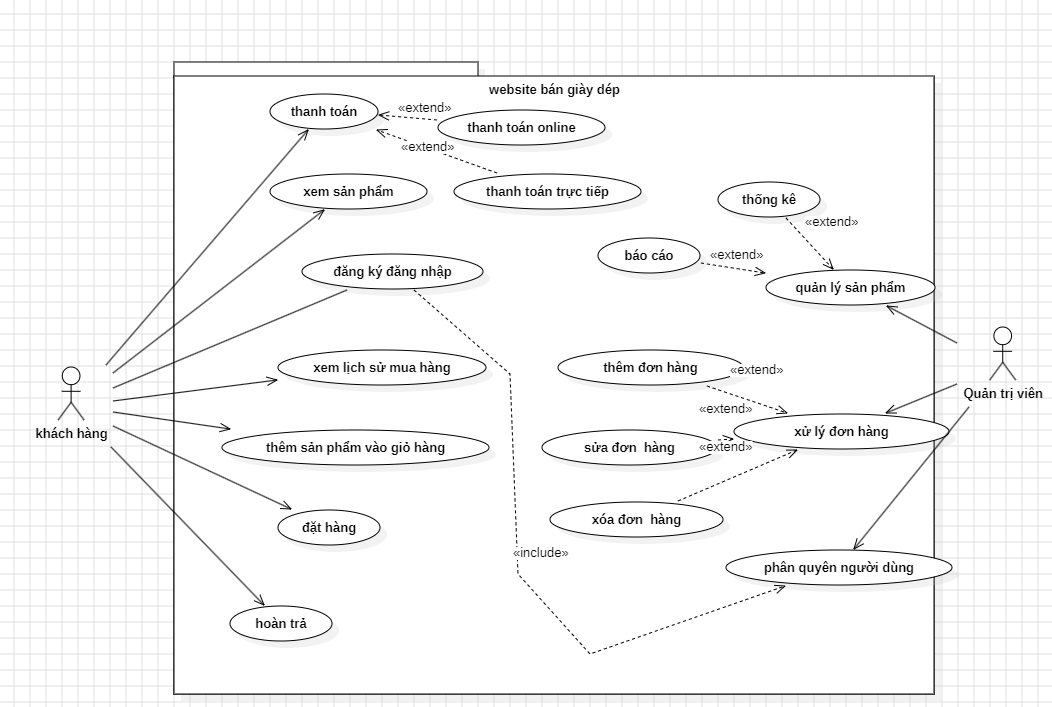 website bán giày dép
thanh toán
«extend»
thanh toán online
«extend»
xem sản phẩm
thanh toán trực tiếp
thống kê
«extend»
báo cáo
«extend»
đăng ký đăng nhập
quản lý sản phẩm
xem lịch sử mua hàng
thêm đơn hàng
«extend»
Quản trị viên
«extend»
khách hàng
xử lý đơn hàng
thêm sản phẩm vào giỏ hàng
sửa đơn hàng
«extend»
đặt hàng
xóa đơn hàng
«include»
phân quyên người dùng
hoàn trả